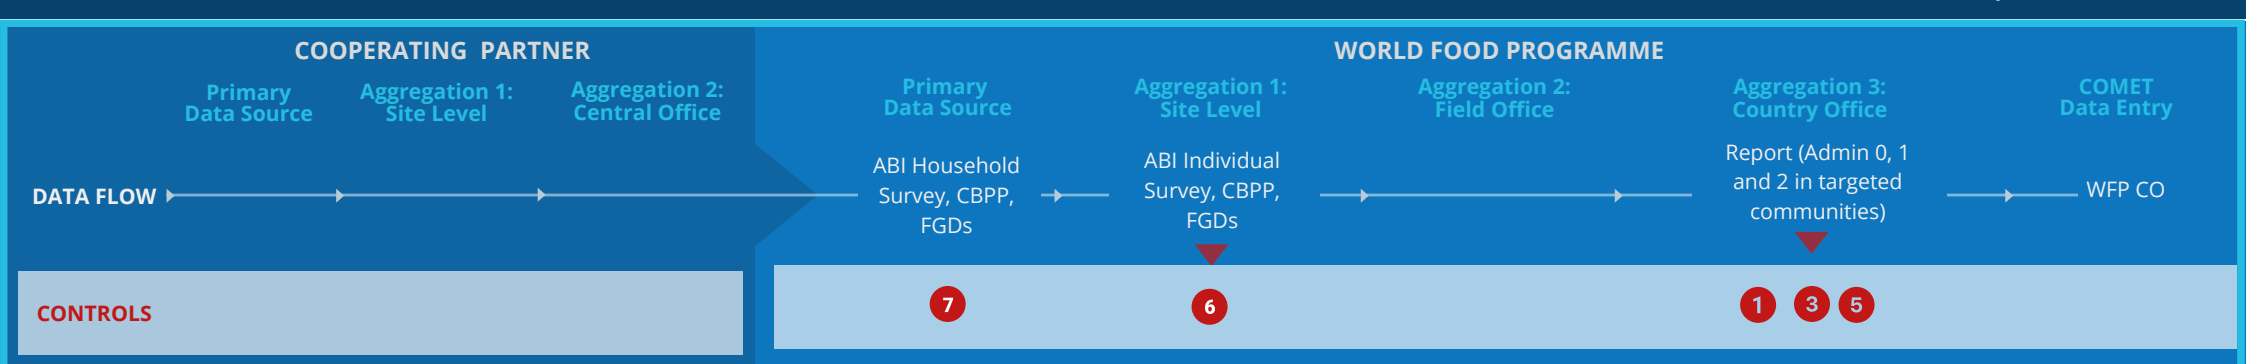 COOPERATING PARTNER
WORLD FOOD PROGRAMME
Primary
Data Source
Aggregation 1:
Site Level
Aggregation 2:
Central Office
Primary
Data Source
Aggregation 1:
Site Level
Aggregation 2:
Field Office
Aggregation 3:
Country Office
COMET
Data Entry
DATA FLOW
ABI Household
Survey, CBPP,
FGDs
ABI Individual
Survey, CBPP,
FGDs
Report (Admin 0, 1
and 2 in targeted
communities)
WFP CO
CONTROLS
7
6
1
3
5